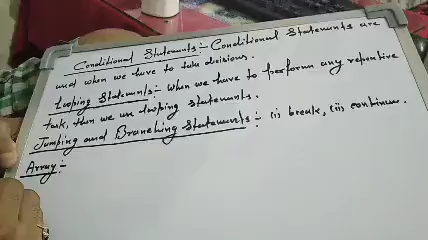 Conditional Statements:- Conditional Statements are
used when we have to take decisions.
Looping Statements:- When we have to perform any repeative
task, then we use looping statements.
Jumping and Branching Statements:- (i) break, (ii) continue.
Array:-